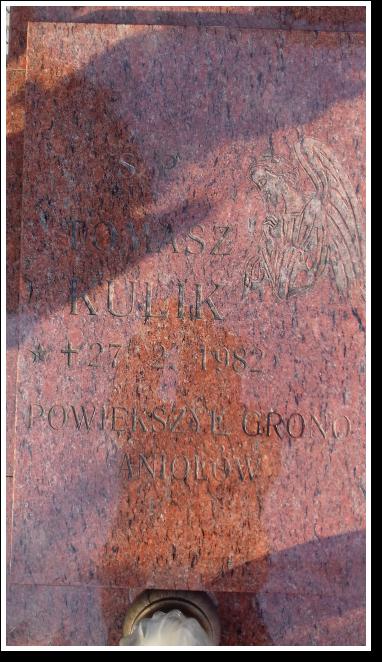 Ś. P.
TOMASZ
KULIK
* + 27. 2. 1982
POWIĘKSZYŁ GRONO
ANIOŁÓW